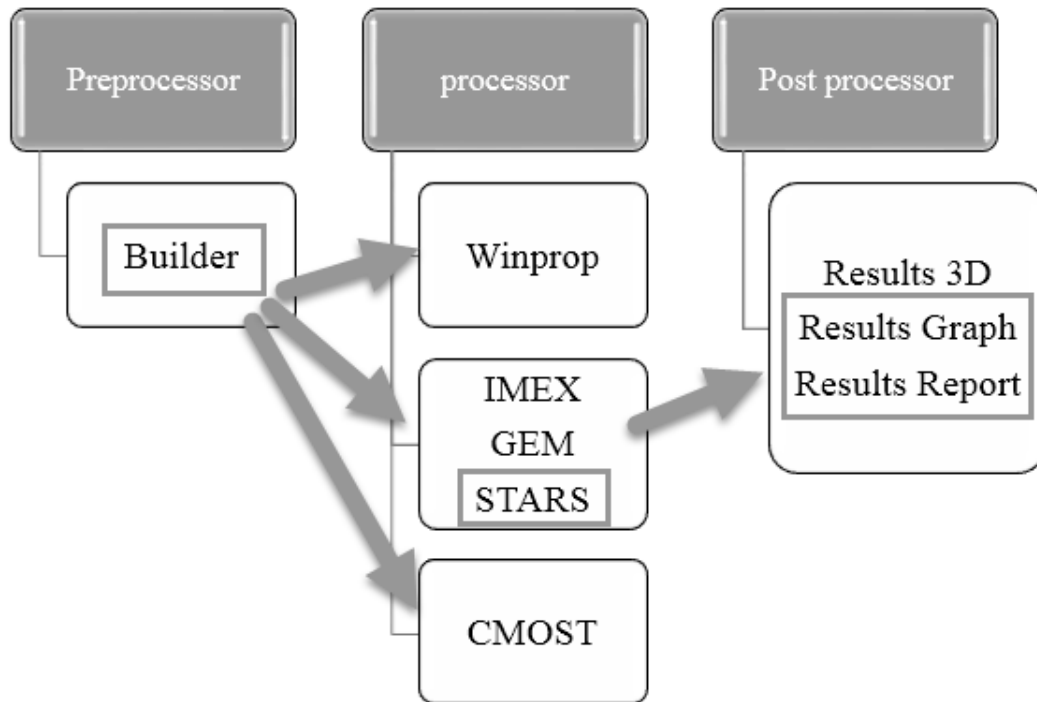 Preprocessor
processor
Post processor
Builder
Winprop
IMEX
GEM
STARS
CMOST
Results 3D
Results Graph
Results Report